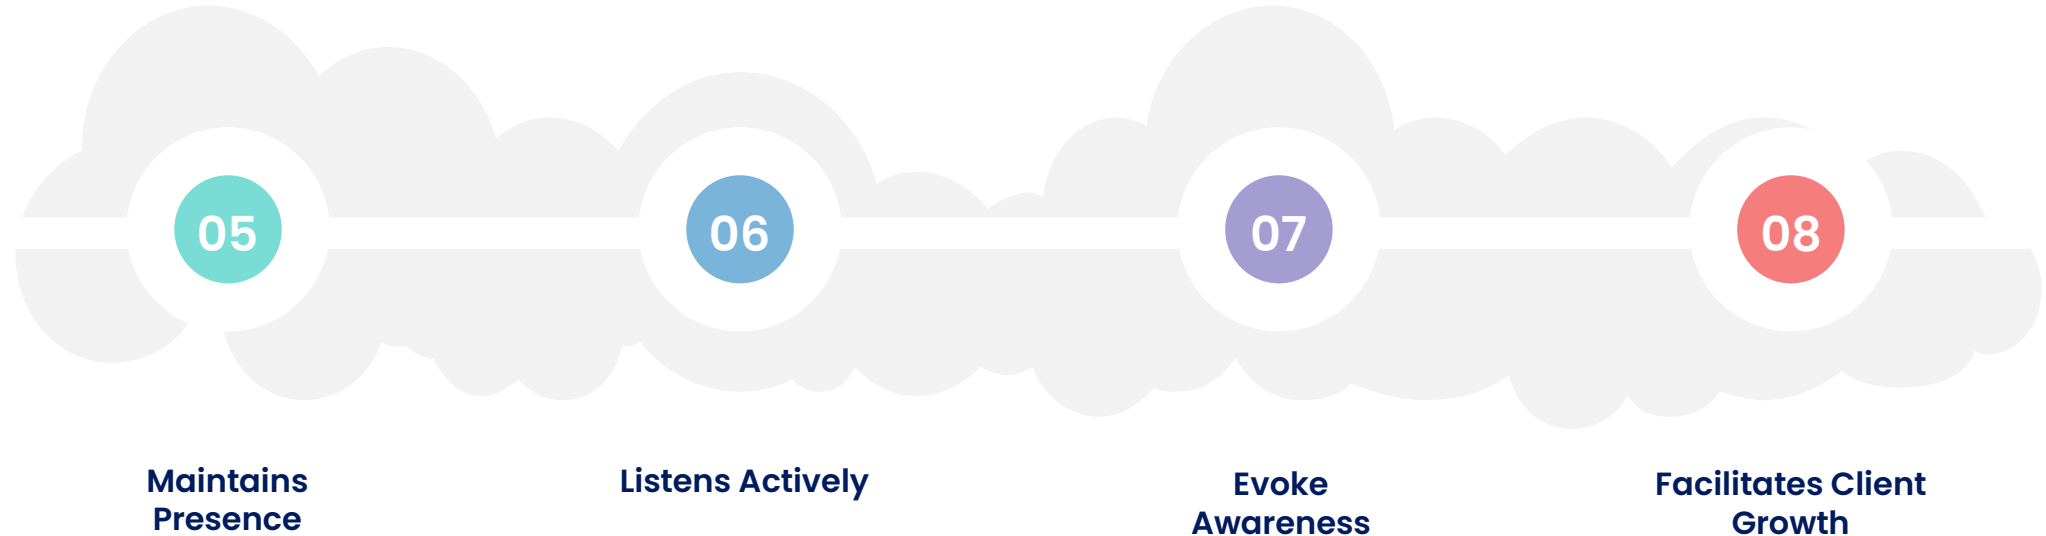 05
06
07
08
Maintains
Presence
Listens Actively
Evoke
Awareness
Facilitates Client
Growth